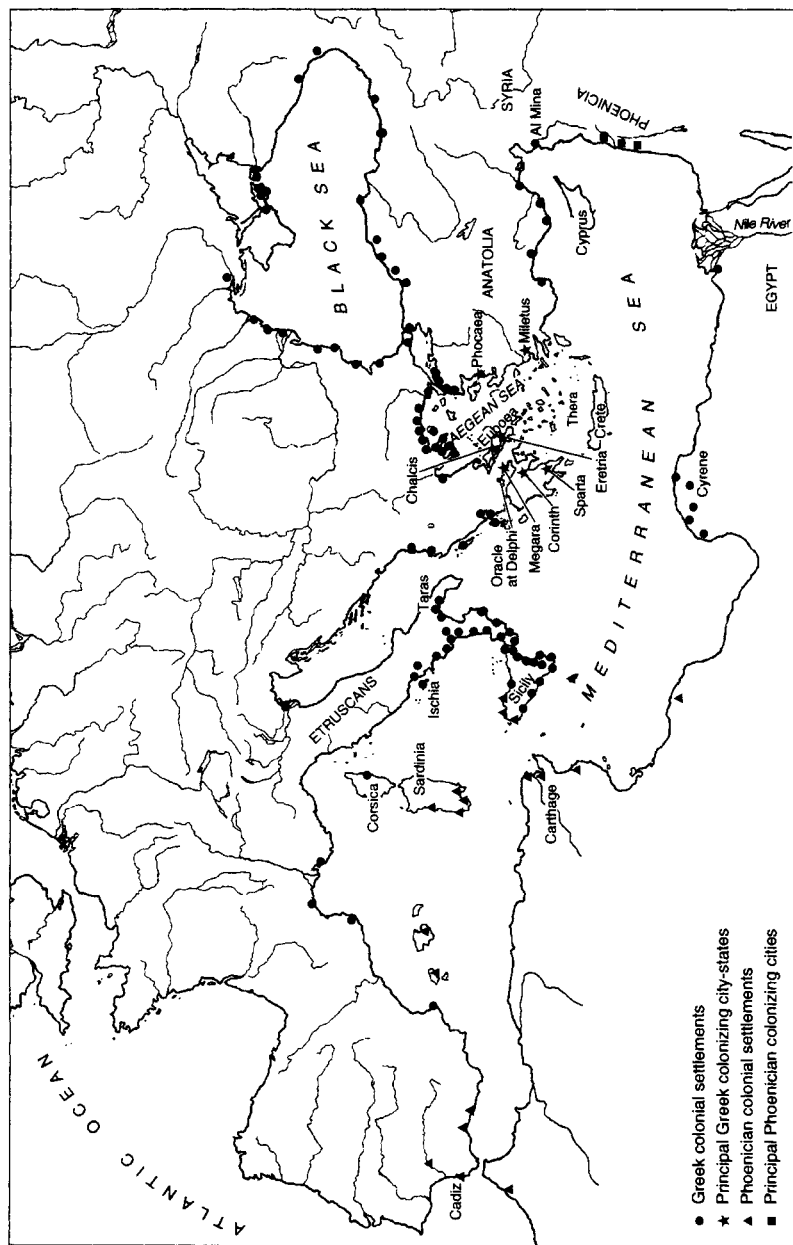 ATLANTIC OCEAN
BLACK SEA
ETRUSCANS
Corsica
Sardinia
Ischia
Taras
Sicily
Carthage
Cadiz
Chalcis
AEGEAN SEA
Euboea
Phocaea
ANATOLIA
Miletus
Oracle
at Delphi
Megara
Corinth
Sparta
Eretria
Thera
Crete
Cyprus
SYRIA
Al Mina
PHOENICIA
MEDITERRANEAN SEA
Cyrene
Nile River
EGYPT
Greek colonial settlements
Principal Greek colonizing city-states
Phoenician colonial settlements
Principal Phoenician colonizing cities